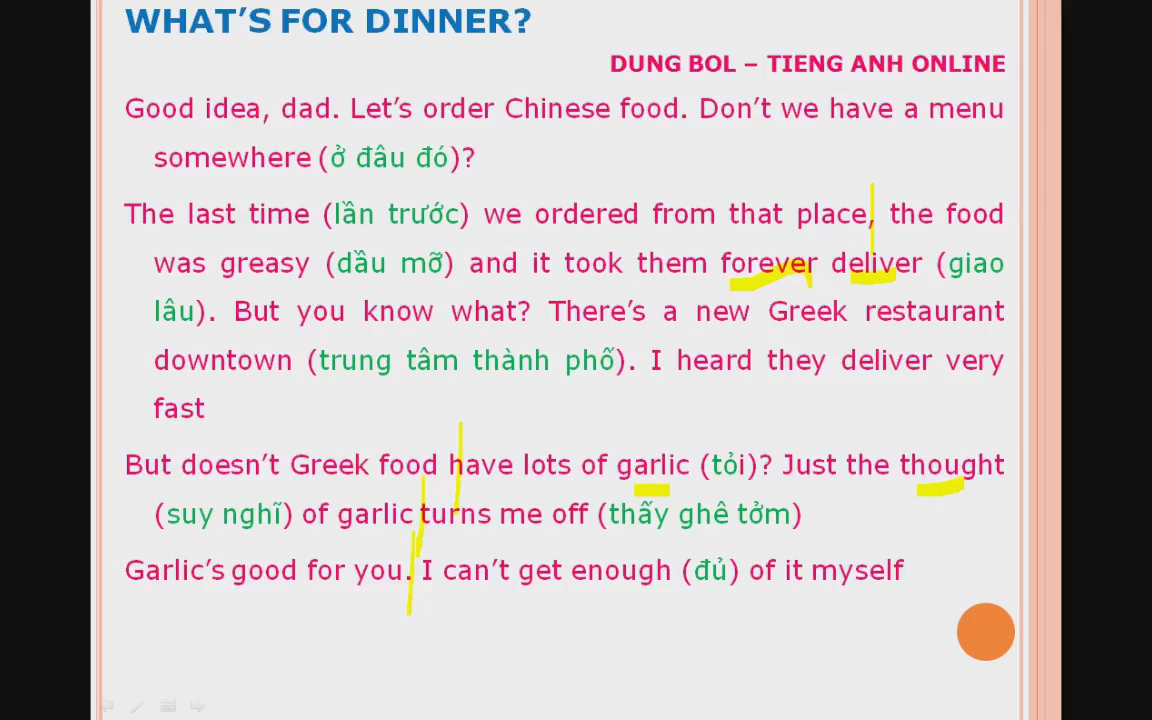 WHAT'S FOR DINNER?
DUNG BOL – TIENG ANH ONLINE
Good idea, dad. Let's order Chinese food. Don't we have a menu
somewhere (ở đâu đó)?
The last time (lần trước) we ordered from that place, the food
was greasy (dầu mỡ) and it took them forever deliver (giao
lâu). But you know what? There's a new Greek restaurant
downtown (trung tâm thành phố). I heard they deliver very
fast
But doesn't Greek food have lots of garlic (tỏi)? Just the thought
(suy nghĩ) of garlic turns me off (thấy ghê tởm)
Garlic's good for you. I can't get enough (đủ) of it myself